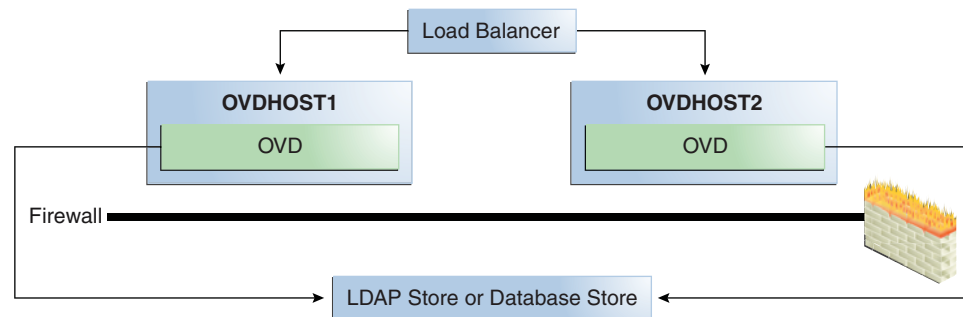 Load Balancer
OVDHOST1
OVDHOST2
OVD
OVD
Firewall
LDAP Store or Database Store